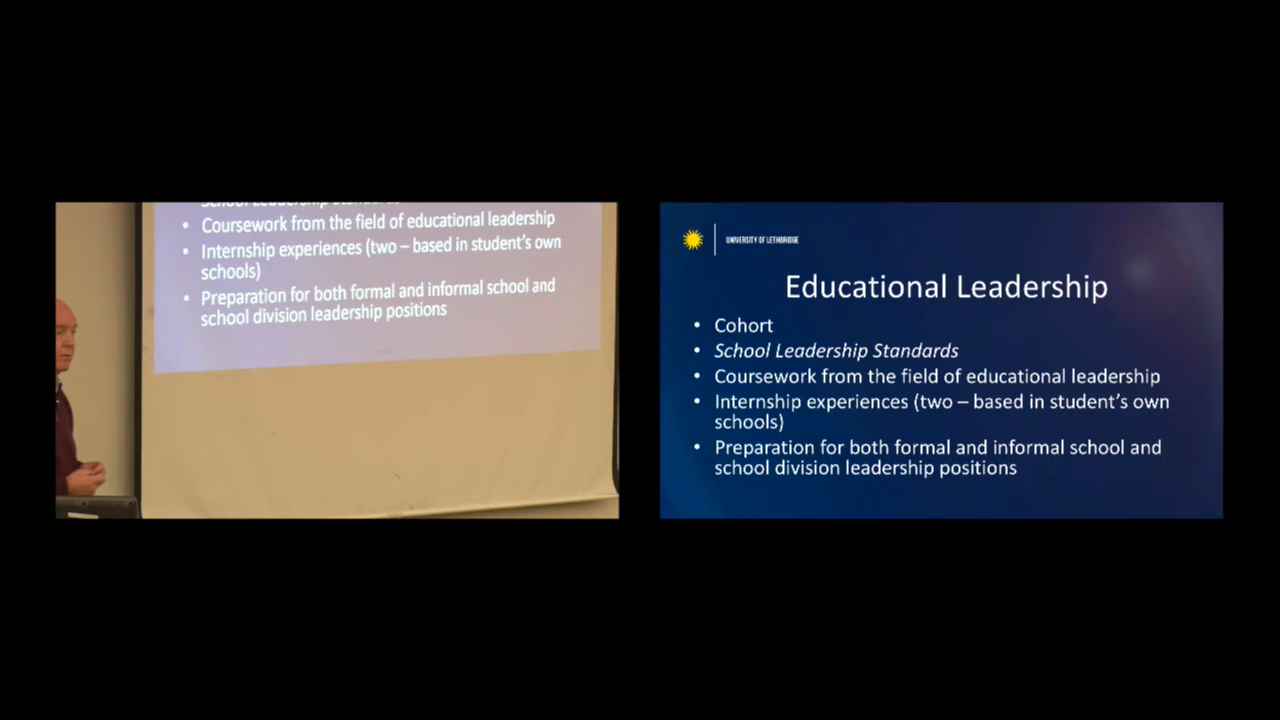 School Leadership Standards
• Coursework from the field of educational leadership
• Internship experiences (two – based in student's own
schools)
• Preparation for both formal and informal school and
school division leadership positions
UNIVERSITY OF LETHBRIDGE
Educational Leadership
• Cohort
• School Leadership Standards
• Coursework from the field of educational leadership
• Internship experiences (two – based in student's own
schools)
• Preparation for both formal and informal school and
school division leadership positions